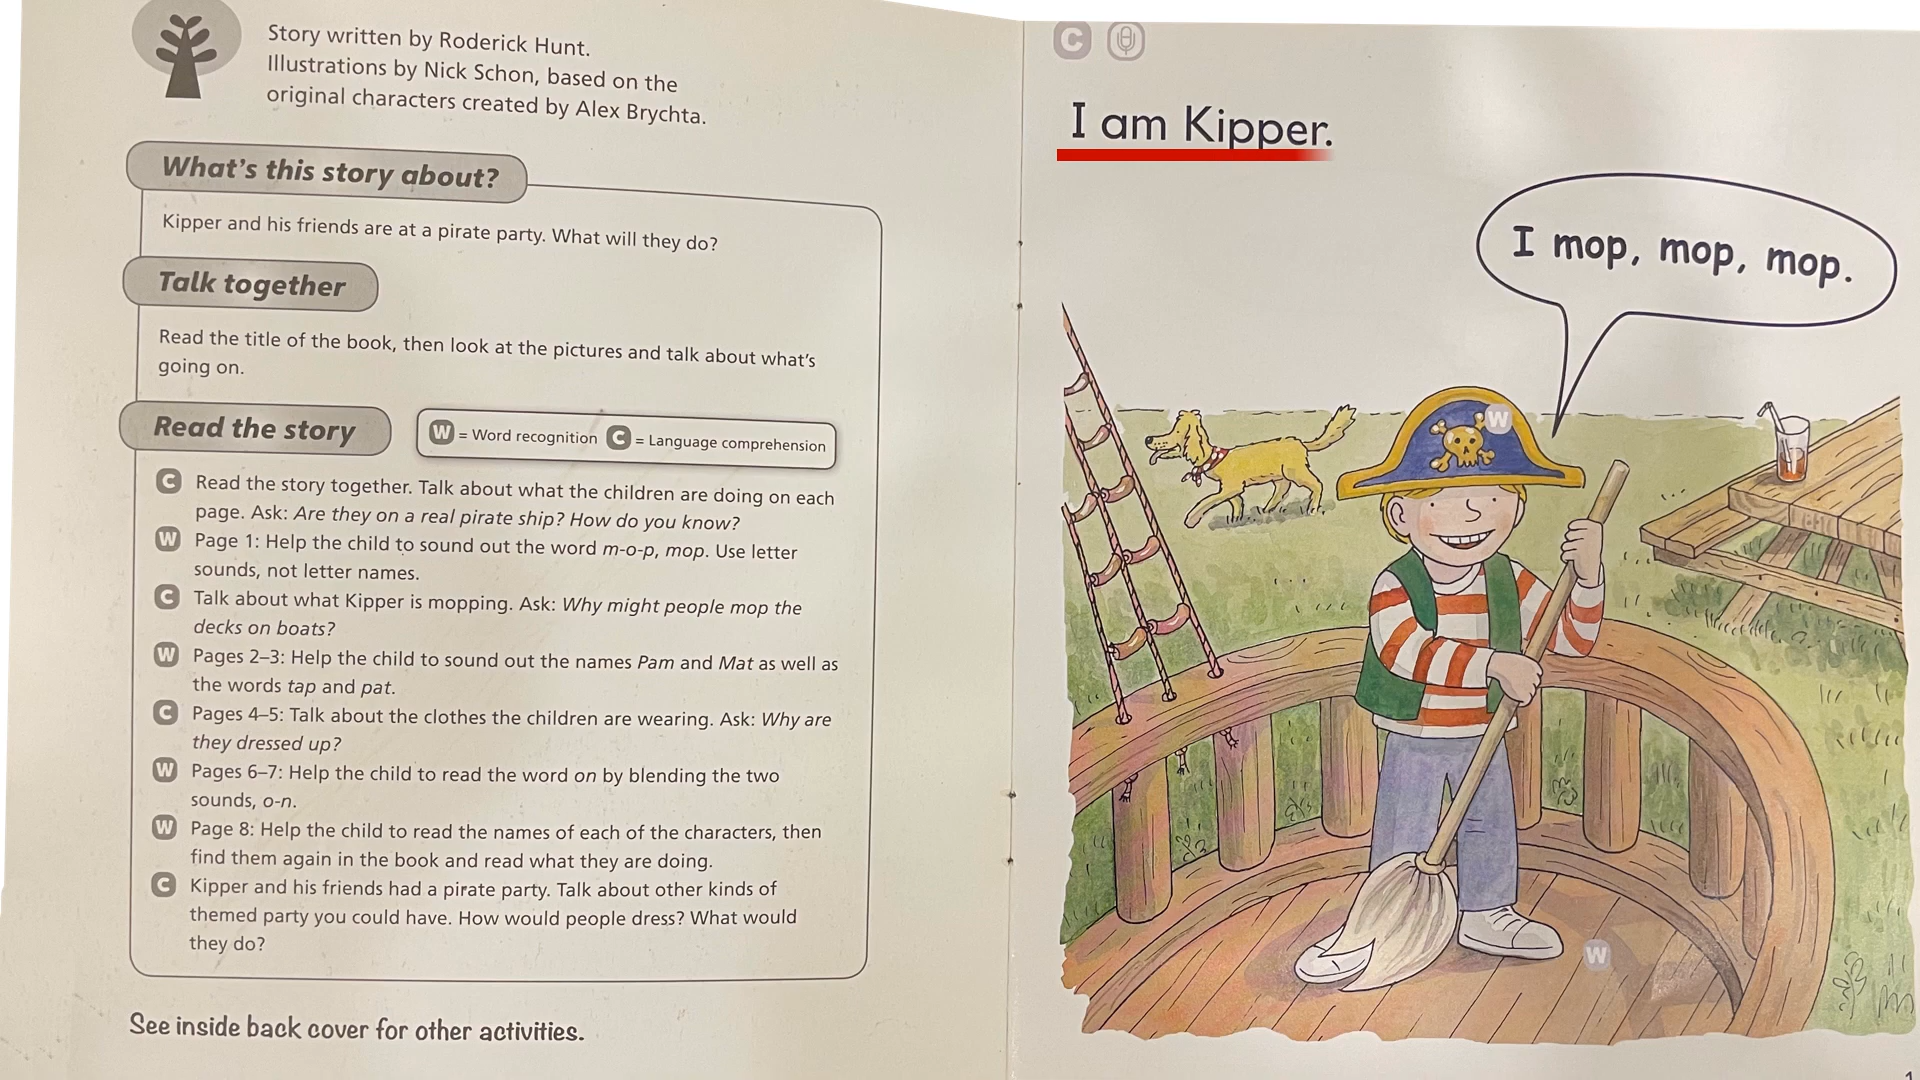 Story written by Roderick Hunt.
Illustrations by Nick Schon, based on the
original characters created by Alex Brychta.
What's this story about?
Kipper and his friends are at a pirate party. What will they do?
Talk together
Read the title of the book, then look at the pictures and talk about what's
going on.
Read the story
W = Word recognition C = Language comprehension
C Read the story together. Talk about what the children are doing on each
page. Ask: Are they on a real pirate ship? How do you know?
W Page 1: Help the child to sound out the word m-o-p, mop. Use letter
sounds, not letter names.
C Talk about what Kipper is mopping. Ask: Why might people mop the
decks on boats?
W Pages 2–3: Help the child to sound out the names Pam and Mat as well as
the words tap and pat.
C Pages 4–5: Talk about the clothes the children are wearing. Ask: Why are
they dressed up?
W Pages 6–7: Help the child to read the word on by blending the two
sounds, o-n.
W Page 8: Help the child to read the names of each of the characters, then
find them again in the book and read what they are doing.
C Kipper and his friends had a pirate party. Talk about other kinds of
themed party you could have. How would people dress? What would
they do?
See inside back cover for other activities.
C
I am Kipper.
I mop, mop, mop.
W
W
1